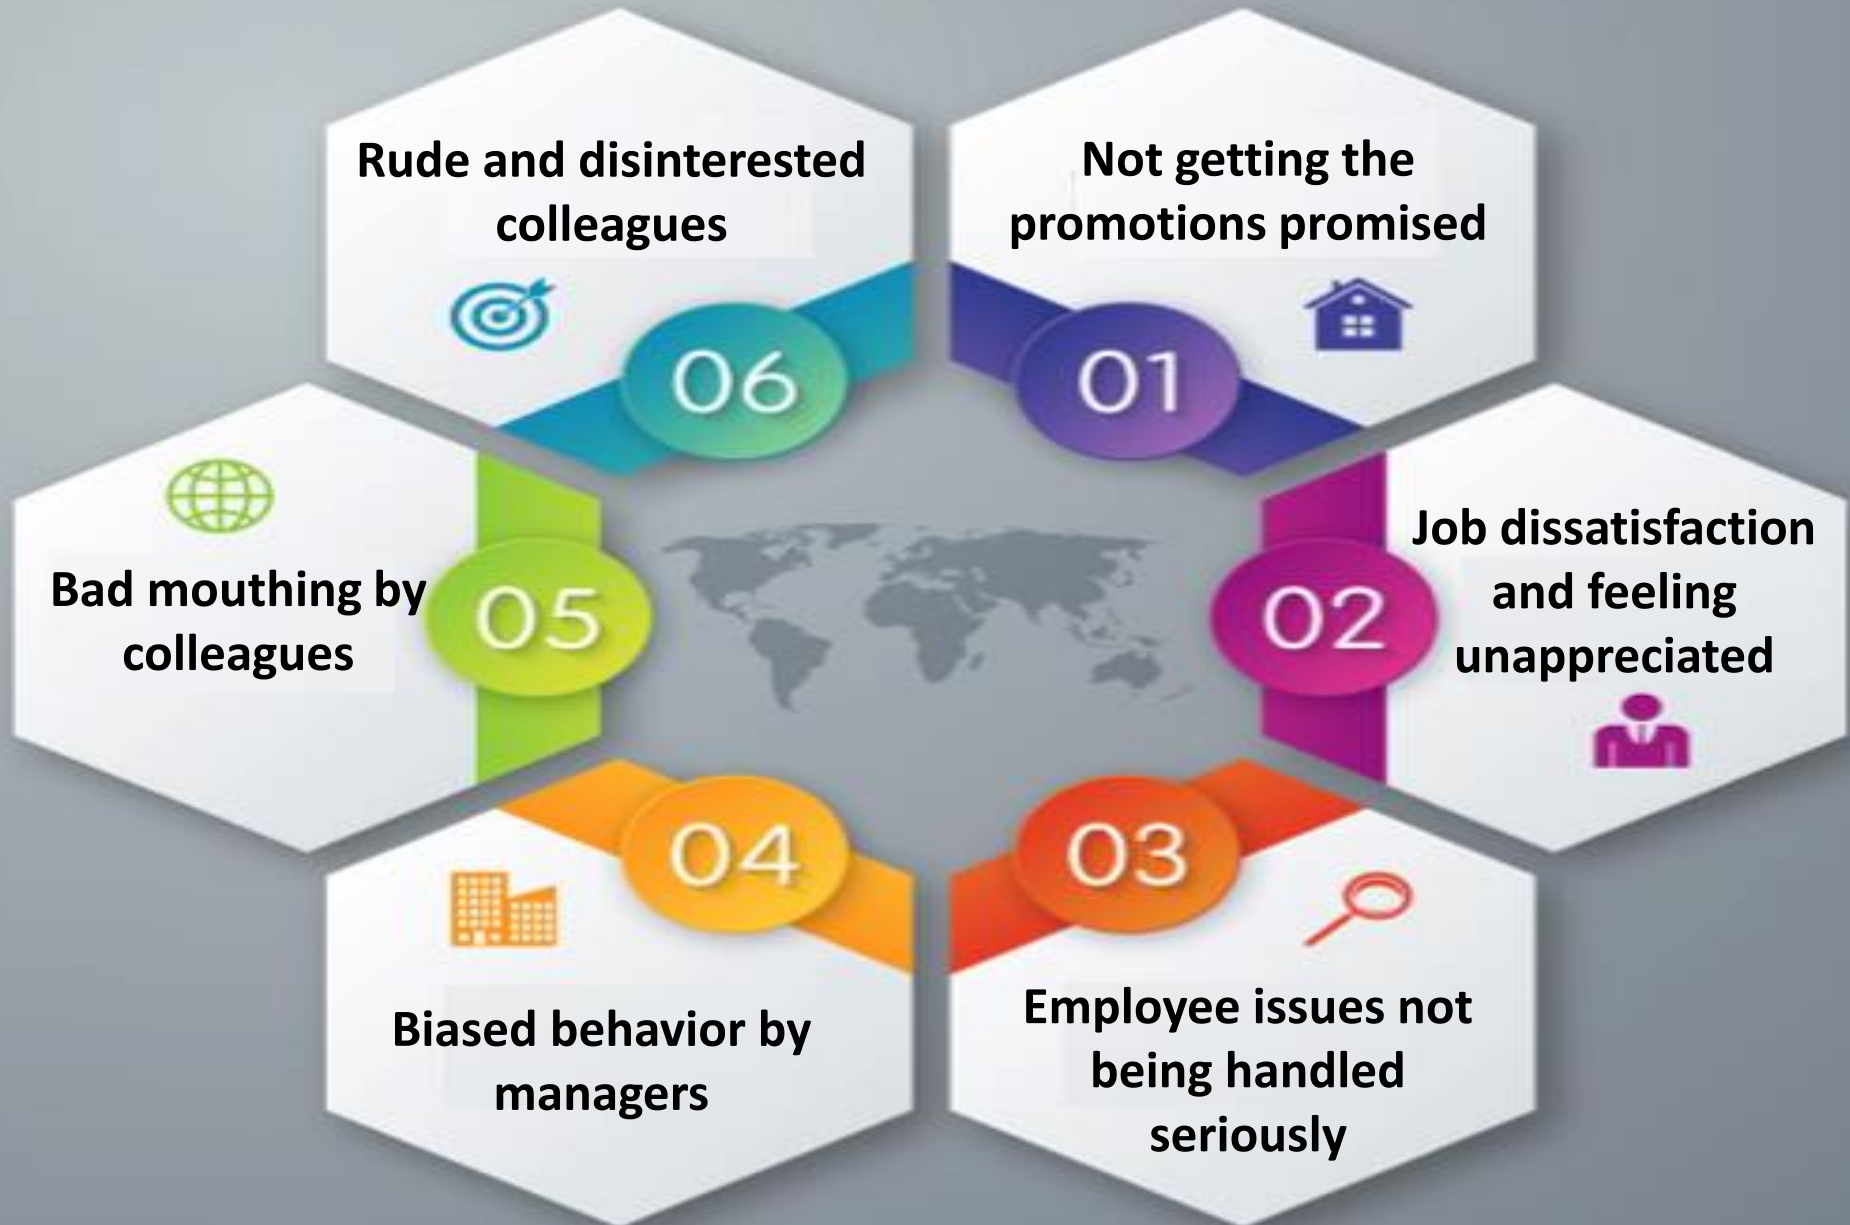 01
Not getting the
promotions promised
02
Job dissatisfaction
and feeling
unappreciated
03
Employee issues not
being handled
seriously
04
Biased behavior by
managers
05
Bad mouthing by
colleagues
06
Rude and disinterested
colleagues